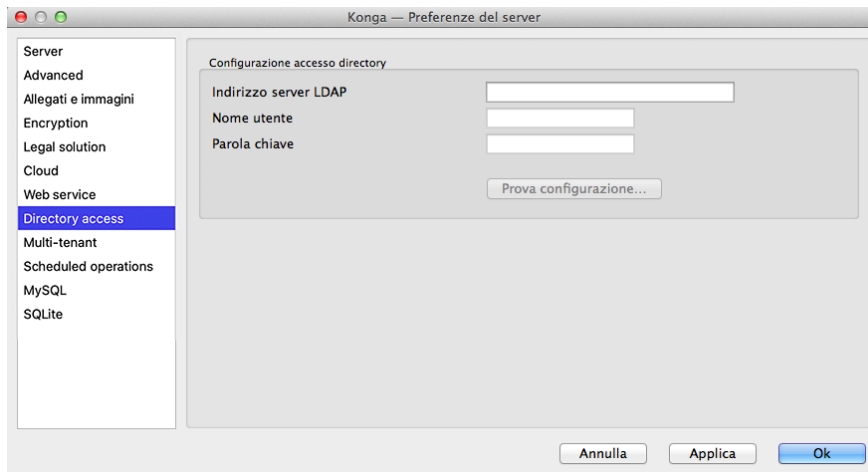 Konga — Preferenze del server
Server
Advanced
Allegati e immagini
Encryption
Legal solution
Cloud
Web service
Directory access
Multi-tenant
Scheduled operations
MySQL
SQLite
Configurazione accesso directory
Indirizzo server LDAP
Nome utente
Parola chiave
Prova configurazione...
Annulla
Applica
Ok